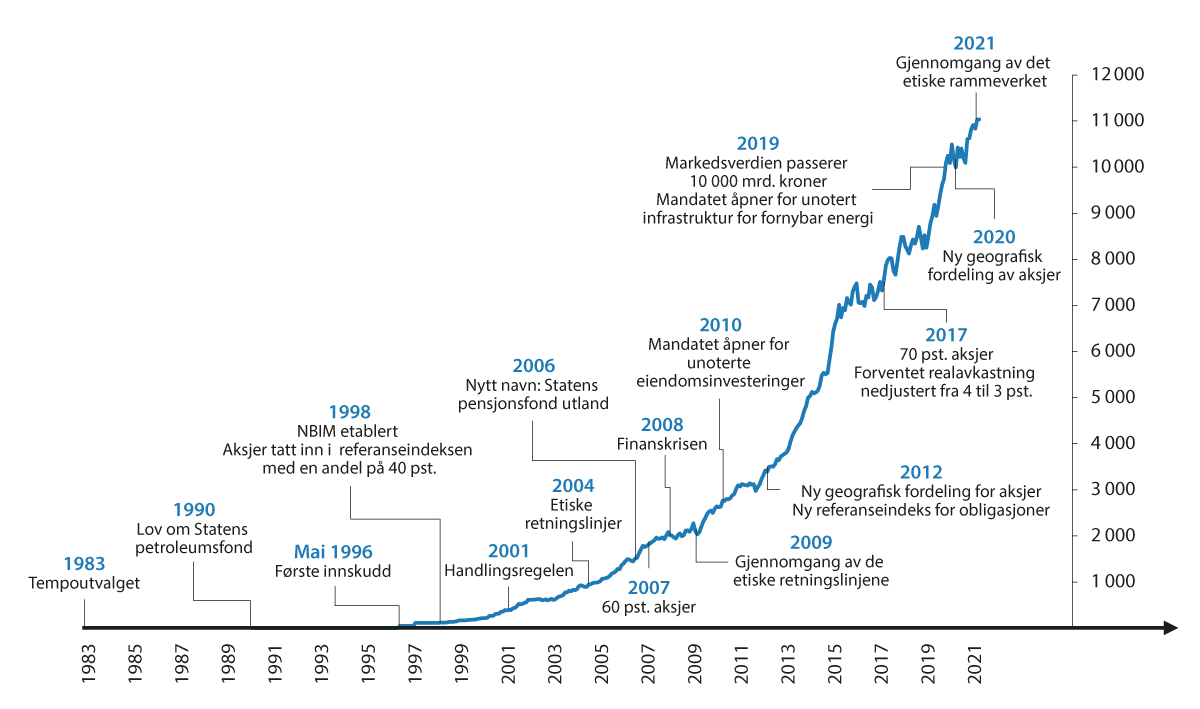 2021
Gjennomgang av det
etiske rammeverket
2019
Markedsverdien passerer
10 000 mrd. kroner
Mandatet åpner for unotert
infrastruktur for fornybar energi
2020
Ny geografisk
fordeling av aksjer
2017
70 pst. aksjer
Forventet realavkastning
nedjustert fra 4 til 3 pst.
2010
Mandatet åpner for
unoterte
eiendomsinvesteringer
2006
Nytt navn: Statens
pensjonsfond utland
2008
Finanskrisen
1998
NBIM etablert
Aksjer tatt inn i referanseindeksen
med en andel på 40 pst.
2012
Ny geografisk fordeling for aksjer
Ny referanseindeks for obligasjoner
2004
Etiske
retningslinjer
1990
Lov om Statens
petroleumsfond
2009
Gjennomgang av de
etiske retningslinjene
Mai 1996
Første innskudd
2001
Handlingsregelen
1983
Tempoutvalget
2007
60 pst. aksjer
12 000
11 000
10 000
9 000
8 000
7 000
6 000
5 000
4 000
3 000
2 000
1 000
1983
1985
1987
1989
1991
1993
1995
1997
1999
2001
2003
2005
2007
2009
2011
2013
2015
2017
2019
2021